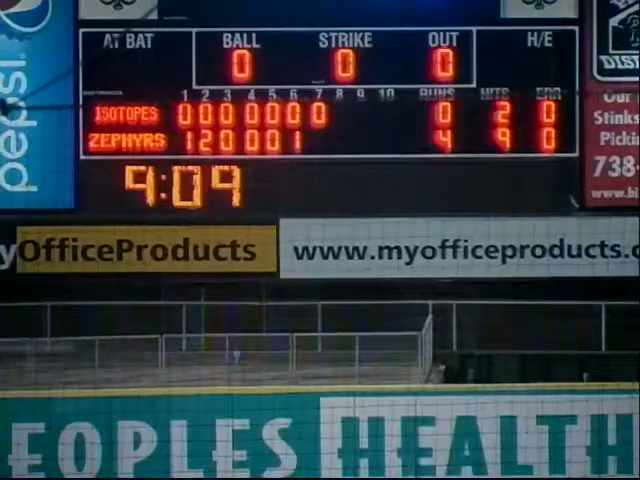 pepsi
AT BAT BALL STRIKE OUT H/E
0 0 0
1 2 3 4 5 6 7 8 9 10 RUNS HITS ERR
ISOTOPES 0 0 0 0 0 0 0 0 2 0
ZEPHYRS 1 2 0 0 0 1 4 9 0
9:09
Our
Stinks
738-
yOfficeProducts
www.myofficeproducts.c
EOPLES HEALTH